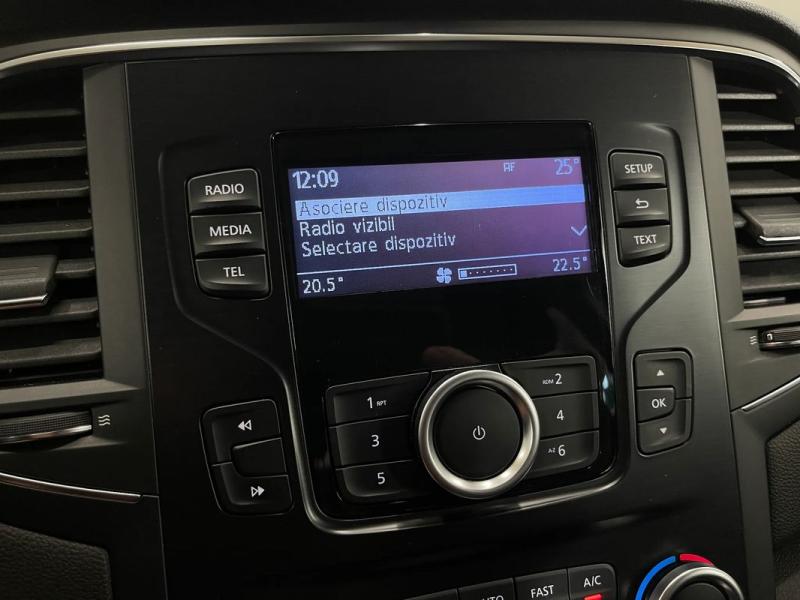 12:09 AF 25°
Asociere dispozitiv
Radio vizibil
Selectare dispozitiv
20.5° 22.5°
RADIO
MEDIA
TEL
SETUP
TEXT
1 RPT
RDM 2
3
4
5
A-Z 6
OK
FAST
A/C